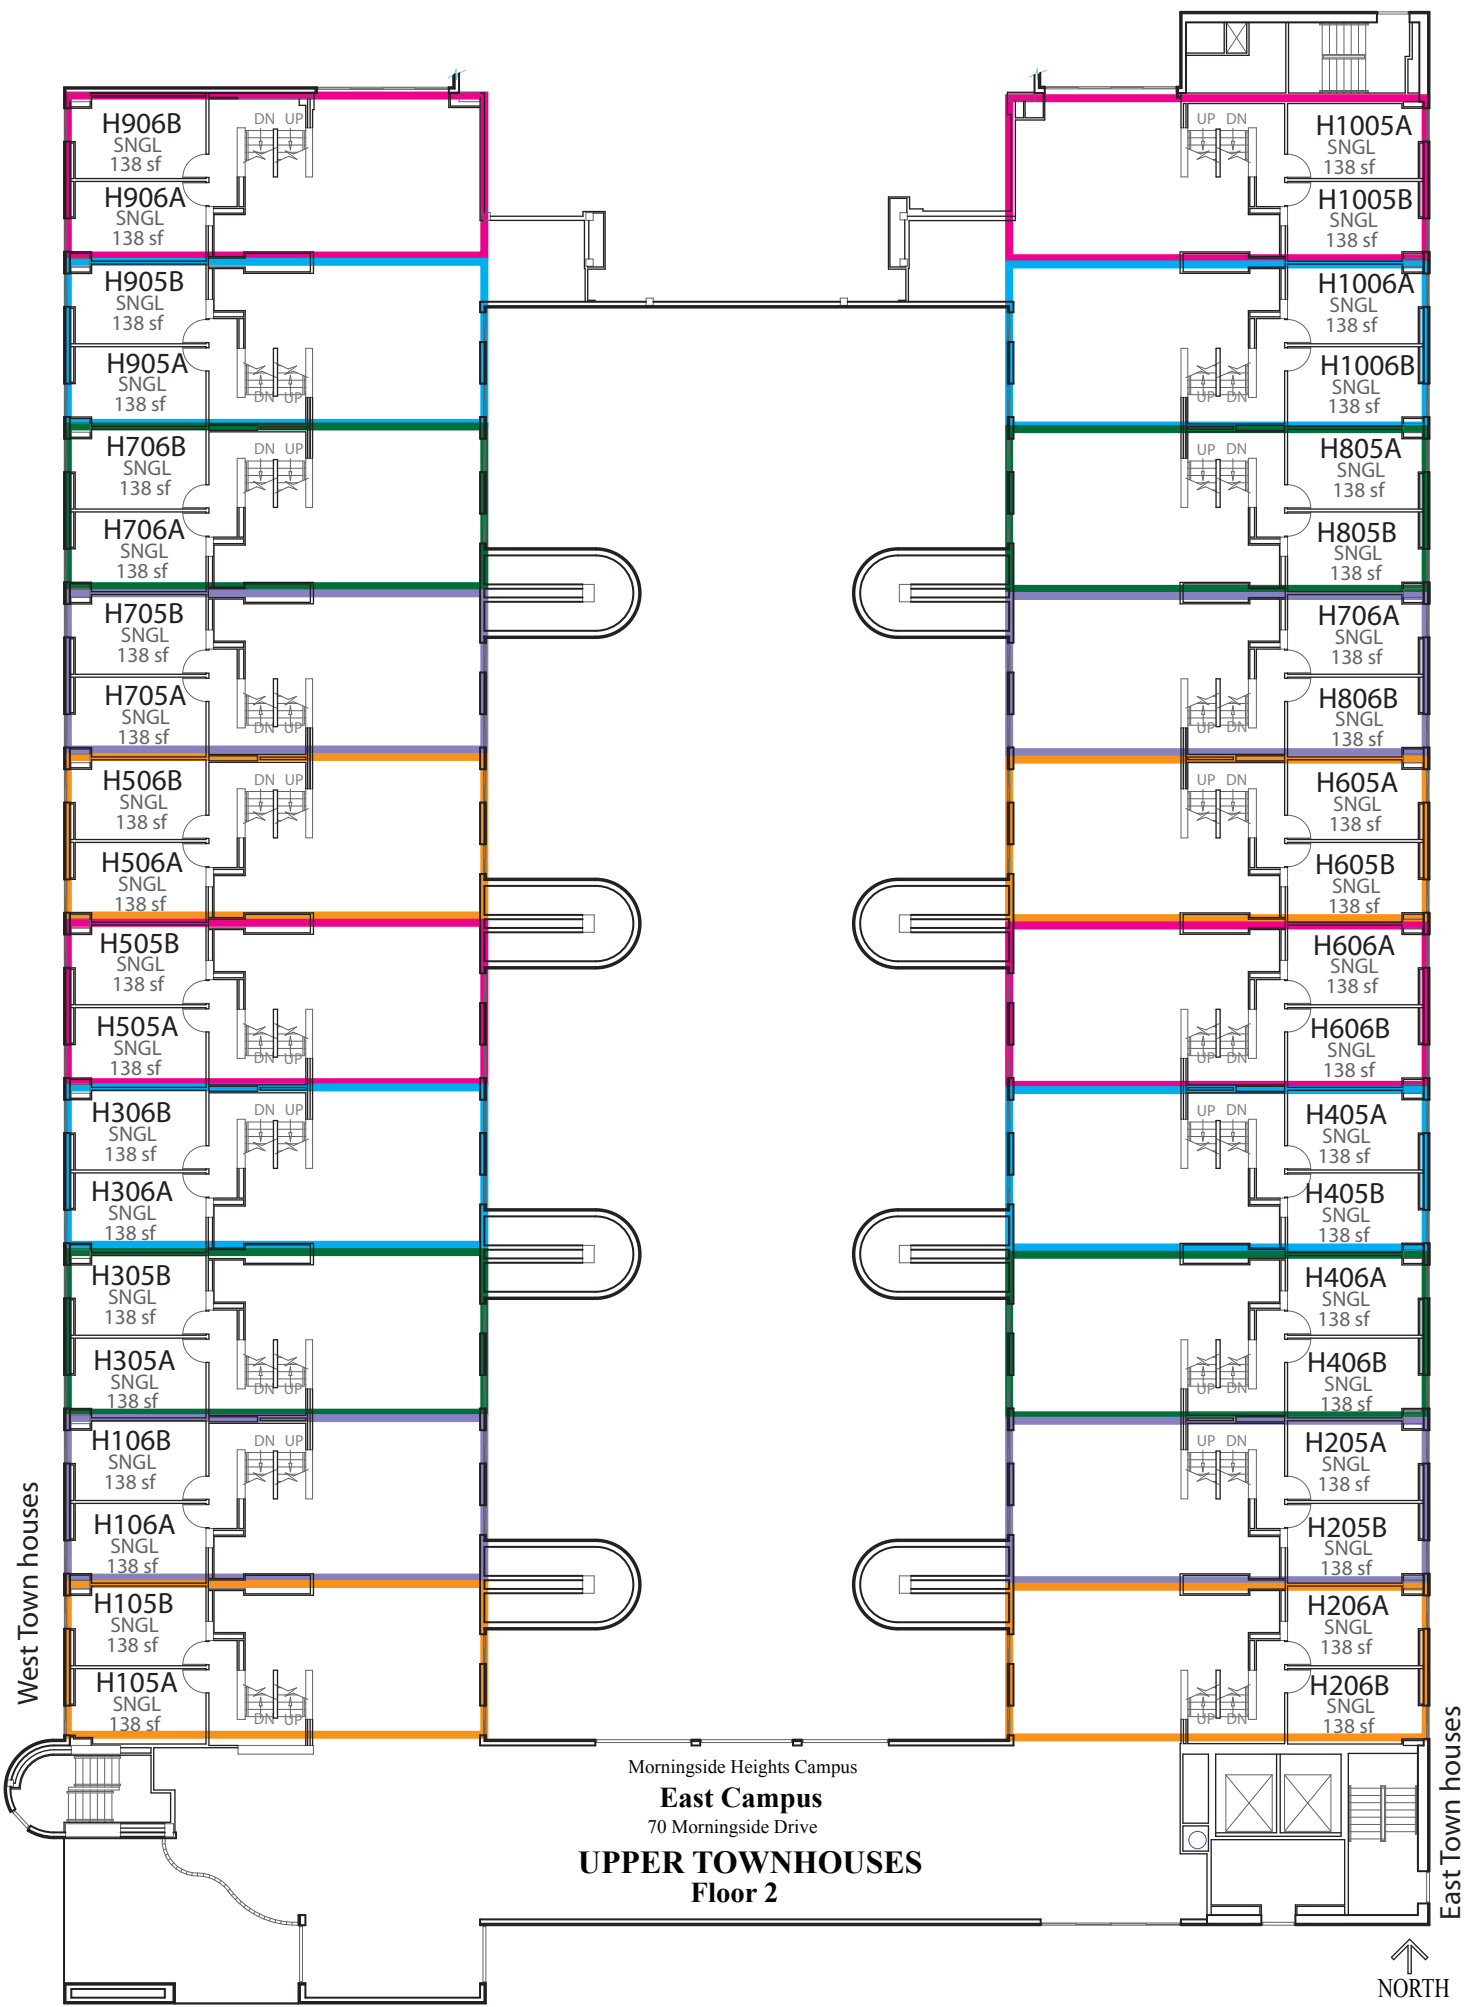 H906B
SNGL
138 sf
DN UP
H906A
SNGL
138 sf
H905B
SNGL
138 sf
H905A
SNGL
138 sf
DN UP
H706B
SNGL
138 sf
DN UP
H706A
SNGL
138 sf
H705B
SNGL
138 sf
H705A
SNGL
138 sf
DN UP
H506B
SNGL
138 sf
DN UP
H506A
SNGL
138 sf
H505B
SNGL
138 sf
H505A
SNGL
138 sf
DN UP
H306B
SNGL
138 sf
DN UP
H306A
SNGL
138 sf
H305B
SNGL
138 sf
H305A
SNGL
138 sf
DN UP
H106B
SNGL
138 sf
DN UP
H106A
SNGL
138 sf
H105B
SNGL
138 sf
H105A
SNGL
138 sf
DN UP
West Town houses
UP DN
H1005A
SNGL
138 sf
H1005B
SNGL
138 sf
H1006A
SNGL
138 sf
H1006B
SNGL
138 sf
UP DN
UP DN
H805A
SNGL
138 sf
H805B
SNGL
138 sf
H706A
SNGL
138 sf
H806B
SNGL
138 sf
UP DN
UP DN
H605A
SNGL
138 sf
H605B
SNGL
138 sf
H606A
SNGL
138 sf
H606B
SNGL
138 sf
UP DN
UP DN
H405A
SNGL
138 sf
H405B
SNGL
138 sf
H406A
SNGL
138 sf
H406B
SNGL
138 sf
UP DN
UP DN
H205A
SNGL
138 sf
H205B
SNGL
138 sf
H206A
SNGL
138 sf
H206B
SNGL
138 sf
UP DN
East Town houses
Morningside Heights Campus
East Campus
70 Morningside Drive
UPPER TOWNHOUSES
Floor 2
NORTH